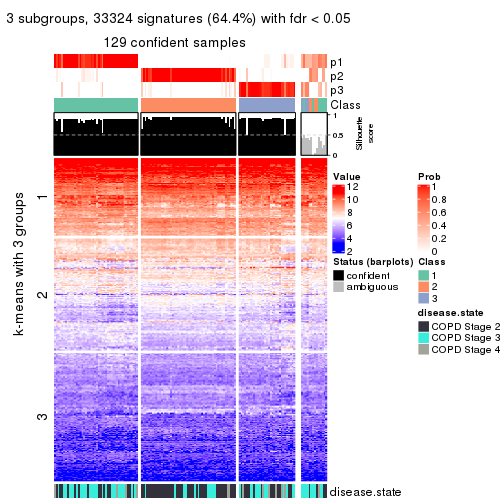 3 subgroups, 33324 signatures (64.4%) with fdr < 0.05
129 confident samples
p1
p2
p3
Class
1
0.5
0
Silhouette
score
k-means with 3 groups
1
2
3
disease.state
Value
12
10
8
6
4
2
Prob
1
0.8
0.6
0.4
0.2
0
Status (barplots)
confident
ambiguous
Class
1
2
3
disease.state
COPD Stage 2
COPD Stage 3
COPD Stage 4